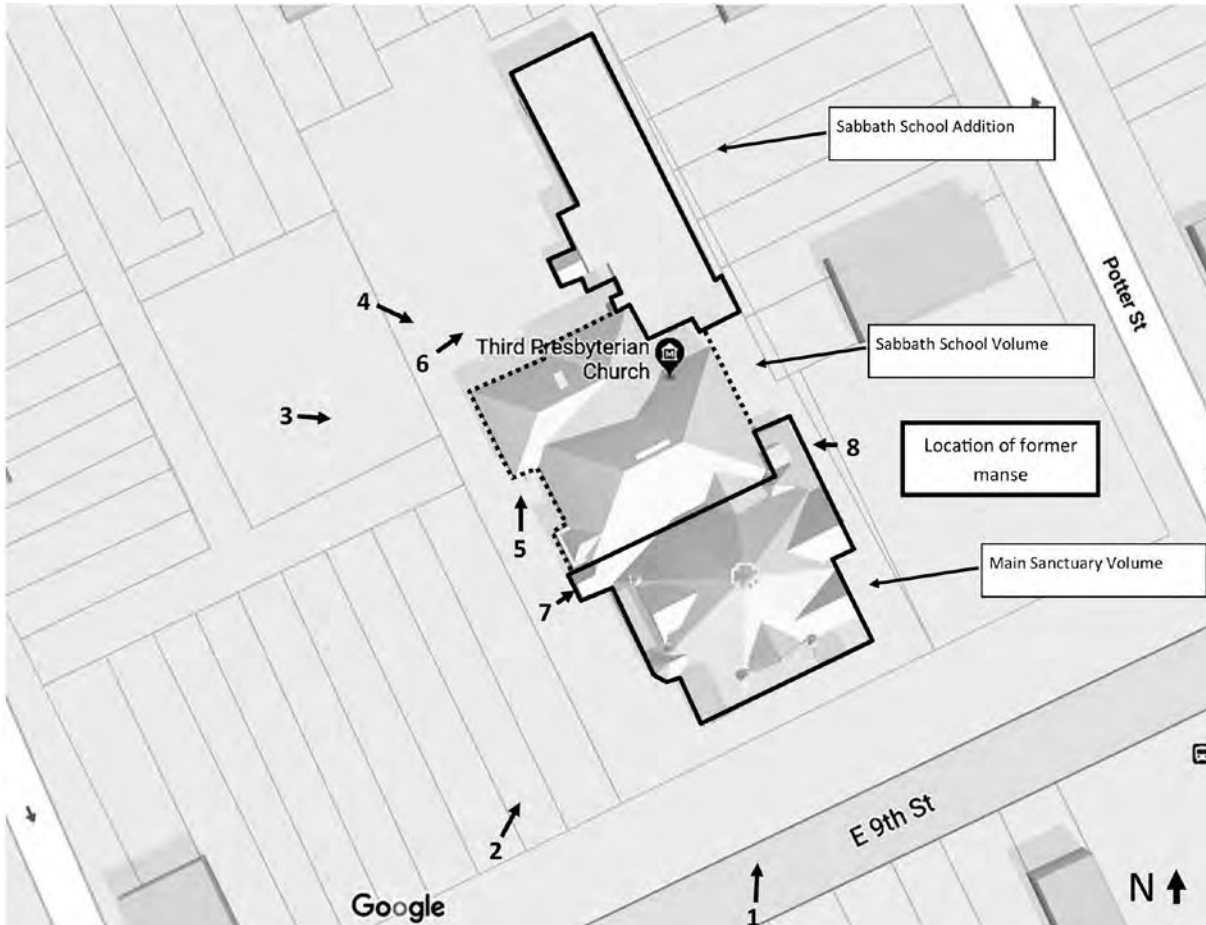 Sabbath School Addition
Potter St
4
6
Third Presbyterian
Church
Sabbath School Volume
3
8
Location of former
manse
5
Main Sanctuary Volume
7
2
E 9th St
Google
1
N